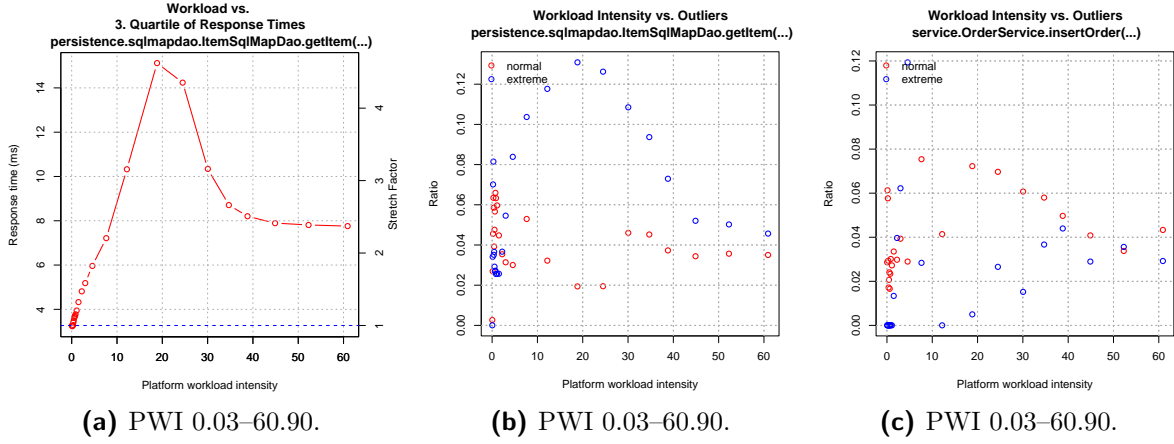 Workload vs.
3. Quartile of Response Times
persistence.sqlmapdao.ItemSqlMapDao.getItem(...)
Response time (ms)
14
12
10
8
6
4
Stretch Factor
4
3
2
1
0 10 20 30 40 50 60
Platform workload intensity
(a) PWI 0.03–60.90.
Workload Intensity vs. Outliers
persistence.sqlmapdao.ItemSqlMapDao.getItem(...)
normal
extreme
Ratio
0.12
0.10
0.08
0.06
0.04
0.02
0.00
0 10 20 30 40 50 60
Platform workload intensity
(b) PWI 0.03–60.90.
Workload Intensity vs. Outliers
service.OrderService.insertOrder(...)
normal
extreme
Ratio
0.12
0.10
0.08
0.06
0.04
0.02
0.00
0 10 20 30 40 50 60
Platform workload intensity
(c) PWI 0.03–60.90.